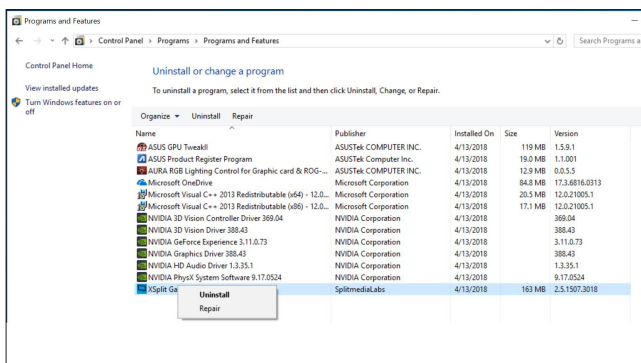 Programs and Features
Control Panel > Programs > Programs and Features
Search Programs a
Control Panel Home
View installed updates
Turn Windows features on or
off
Uninstall or change a program
To uninstall a program, select it from the list and then click Uninstall, Change, or Repair.
Organize Uninstall Repair
Name Publisher Installed On Size Version
ASUS GPU TweakII ASUSTek COMPUTER INC. 4/13/2018 119 MB 1.5.9.1
ASUS Product Register Program ASUSTek Computer Inc. 4/13/2018 19.0 MB 1.1.001
AURA RGB Lighting Control for Graphic card & ROG-... ASUSTek COMPUTER INC. 4/13/2018 12.9 MB 0.0.5.5
Microsoft OneDrive Microsoft Corporation 4/13/2018 84.8 MB 17.3.6816.0313
Microsoft Visual C++ 2013 Redistributable (x64) - 12.0... Microsoft Corporation 4/13/2018 20.5 MB 12.0.21005.1
Microsoft Visual C++ 2013 Redistributable (x86) - 12.0... Microsoft Corporation 4/13/2018 17.1 MB 12.0.21005.1
NVIDIA 3D Vision Controller Driver 369.04 NVIDIA Corporation 4/13/2018 369.04
NVIDIA 3D Vision Driver 388.43 NVIDIA Corporation 4/13/2018 388.43
NVIDIA GeForce Experience 3.11.0.73 NVIDIA Corporation 4/13/2018 3.11.0.73
NVIDIA Graphics Driver 388.43 NVIDIA Corporation 4/13/2018 388.43
NVIDIA HD Audio Driver 1.3.35.1 NVIDIA Corporation 4/13/2018 1.3.35.1
NVIDIA PhysX System Software 9.17.0524 NVIDIA Corporation 4/13/2018 9.17.0524
XSplit Ga SplitmediaLabs 4/13/2018 163 MB 2.5.1507.3018
Uninstall
Repair